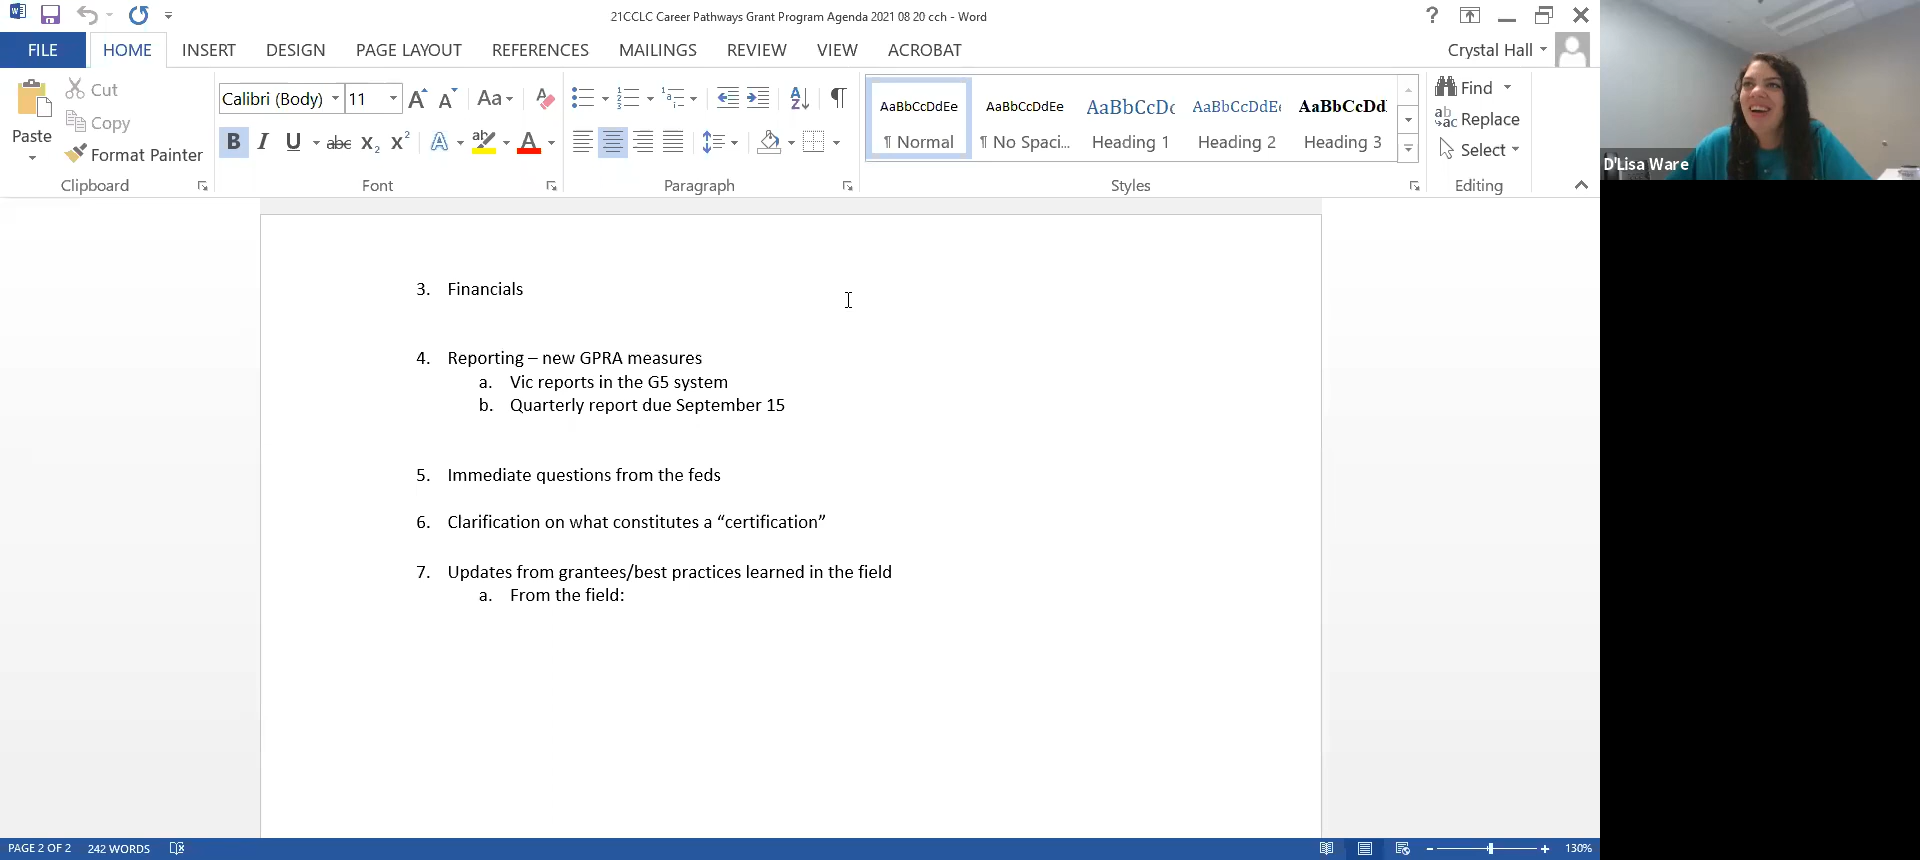 21CCLC Career Pathways Grant Program Agenda 2021 08 20 cch - Word
FILE HOME INSERT DESIGN PAGE LAYOUT REFERENCES MAILINGS REVIEW VIEW ACROBAT Crystal Hall
Paste
Cut
Copy
Format Painter
Clipboard
Calibri (Body) 11
Font
Paragraph
AaBbCcDdEe AaBbCcDdEe AaBbCcDc AaBbCcDdEe AaBbCcDd
¶ Normal ¶ No Spaci... Heading 1 Heading 2 Heading 3
Styles
Find
Replace
Select
Editing
D'Lisa Ware
3. Financials
4. Reporting – new GPRA measures
a. Vic reports in the G5 system
b. Quarterly report due September 15
5. Immediate questions from the feds
6. Clarification on what constitutes a “certification”
7. Updates from grantees/best practices learned in the field
a. From the field:
PAGE 2 OF 2 242 WORDS 130%